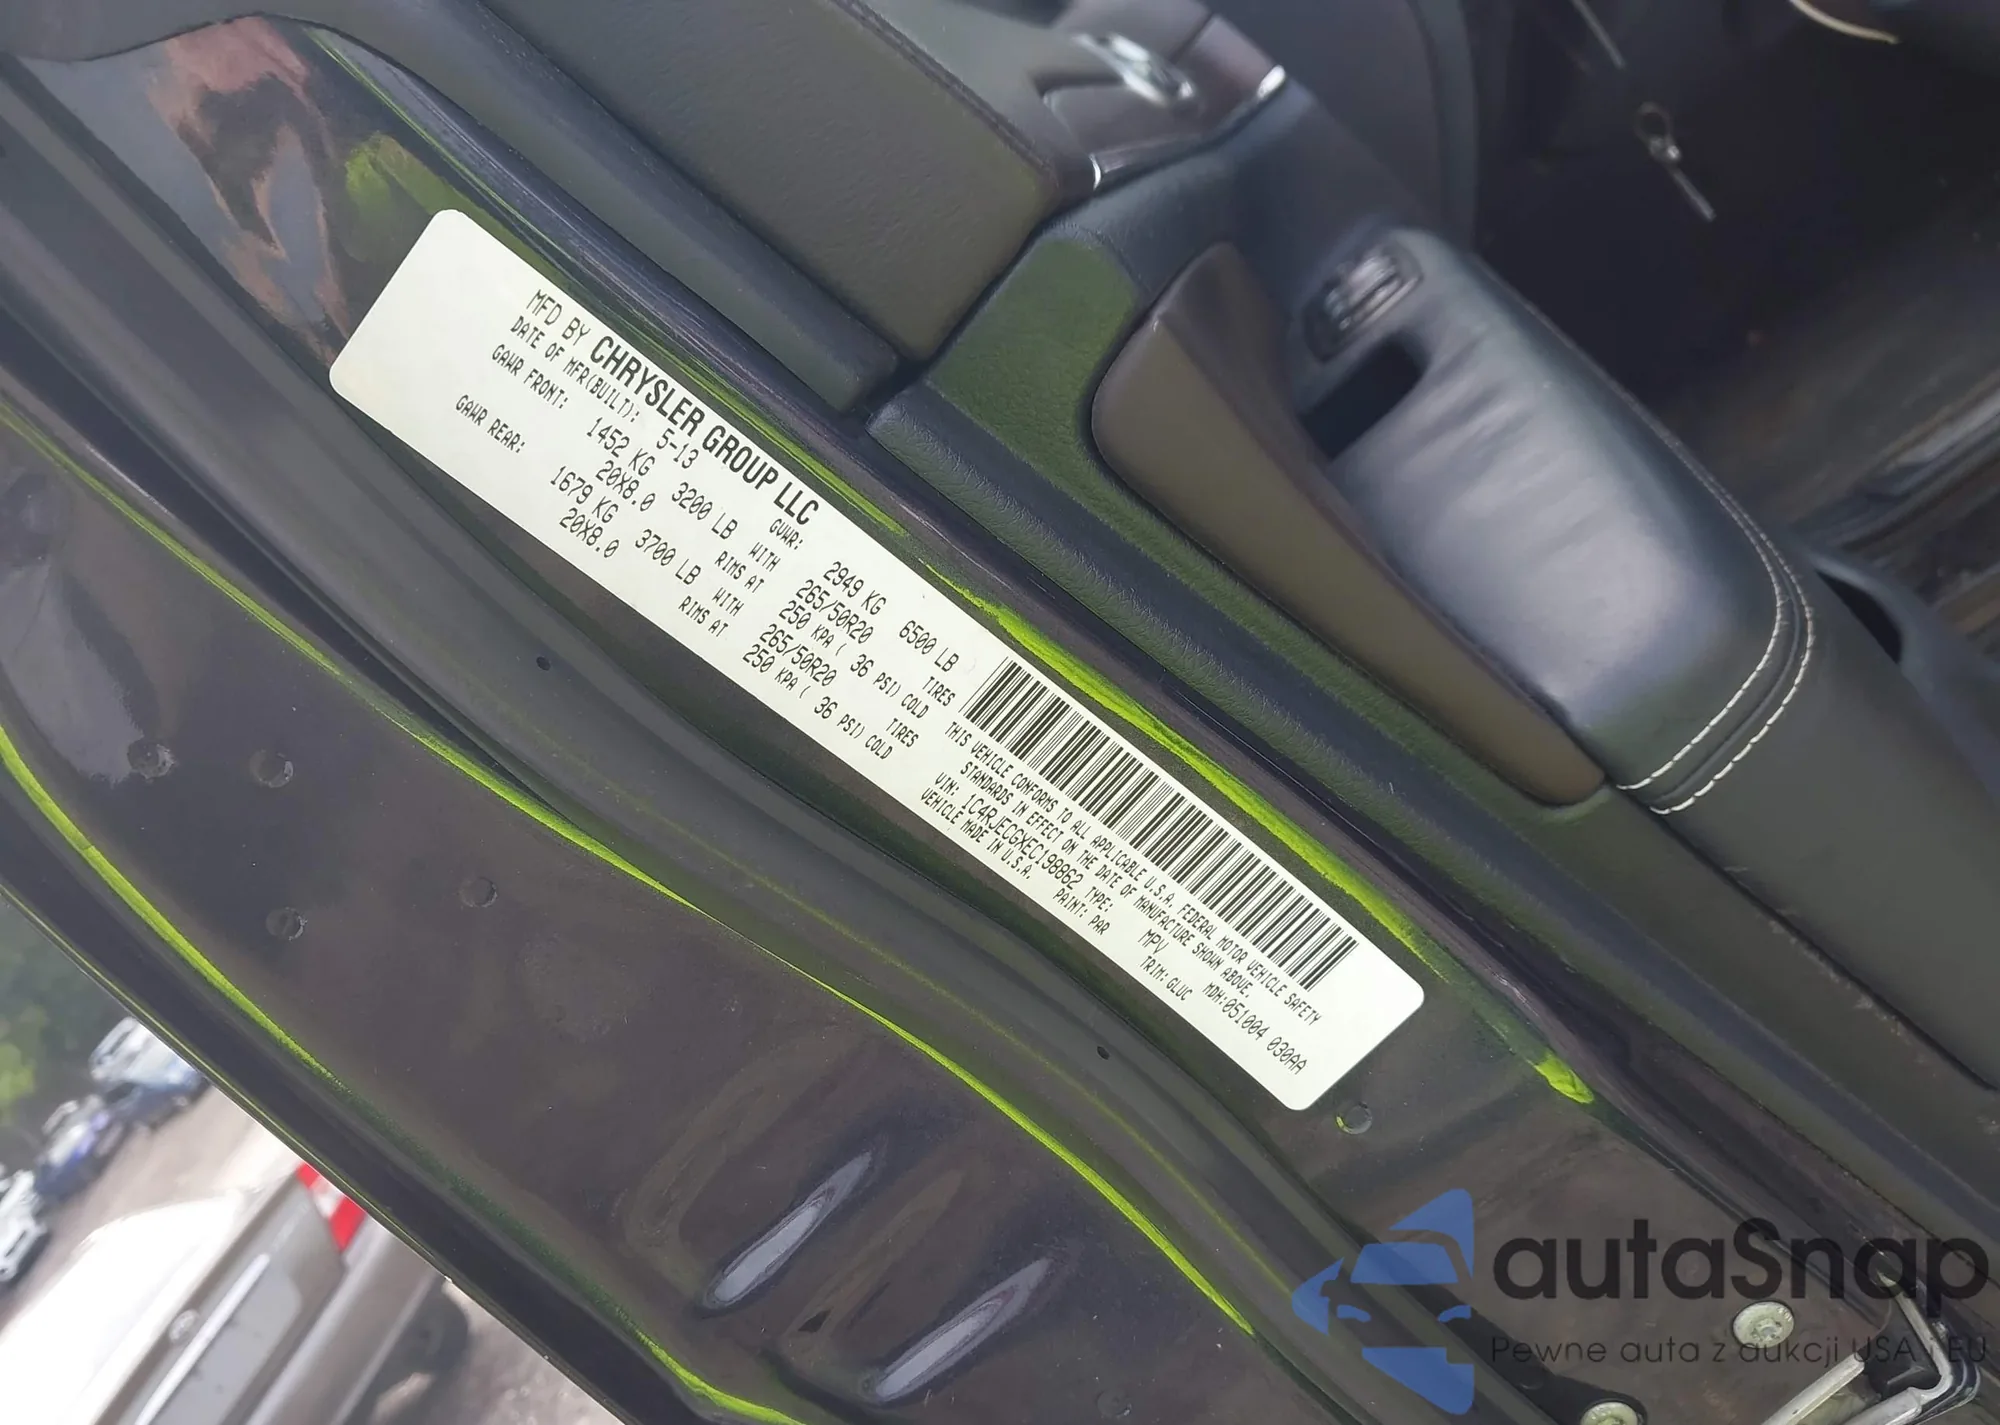 MFD BY CHRYSLER GROUP LLC
DATE OF MFR(BUILT): 5-13 GVWR: 2949 KG 6500 LB
GAWR FRONT: 1452 KG 3200 LB WITH 265/50R20 TIRES
20X8.0 RIMS AT 250 KPA ( 36 PSI) COLD
GAWR REAR: 1679 KG 3700 LB WITH 265/50R20 TIRES
20X8.0 RIMS AT 250 KPA ( 36 PSI) COLD
THIS VEHICLE CONFORMS TO ALL APPLICABLE U.S.A. FEDERAL MOTOR VEHICLE SAFETY
STANDARDS IN EFFECT ON THE DATE OF MANUFACTURE SHOWN ABOVE.
VIN: 1C4RJECGXEC198862 TYPE: MPV MDH:051004 030AA
VEHICLE MADE IN U.S.A. PAINT: PAR TRIM: GLUC
autaSnap
Pewne auta z aukcji USA i EU